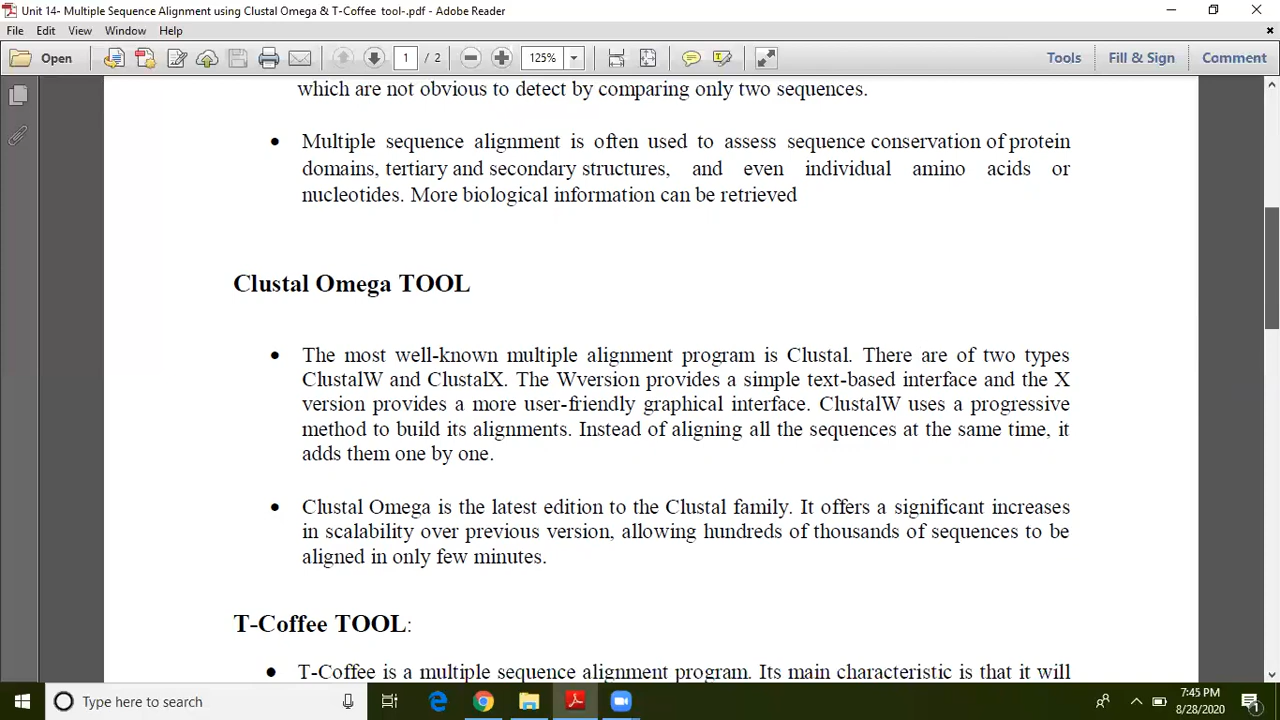 Unit 14- Multiple Sequence Alignment using Clustal Omega & T-Coffee tool-.pdf - Adobe Reader
File Edit View Window Help
Open 1 / 2 125% Tools Fill & Sign Comment
which are not obvious to detect by comparing only two sequences.
• Multiple sequence alignment is often used to assess sequence conservation of protein
domains, tertiary and secondary structures, and even individual amino acids or
nucleotides. More biological information can be retrieved
Clustal Omega TOOL
• The most well-known multiple alignment program is Clustal. There are of two types
ClustalW and ClustalX. The Wversion provides a simple text-based interface and the X
version provides a more user-friendly graphical interface. ClustalW uses a progressive
method to build its alignments. Instead of aligning all the sequences at the same time, it
adds them one by one.
• Clustal Omega is the latest edition to the Clustal family. It offers a significant increases
in scalability over previous version, allowing hundreds of thousands of sequences to be
aligned in only few minutes.
T-Coffee TOOL:
• T-Coffee is a multiple sequence alignment program. Its main characteristic is that it will
Type here to search
7:45 PM
8/28/2020
1